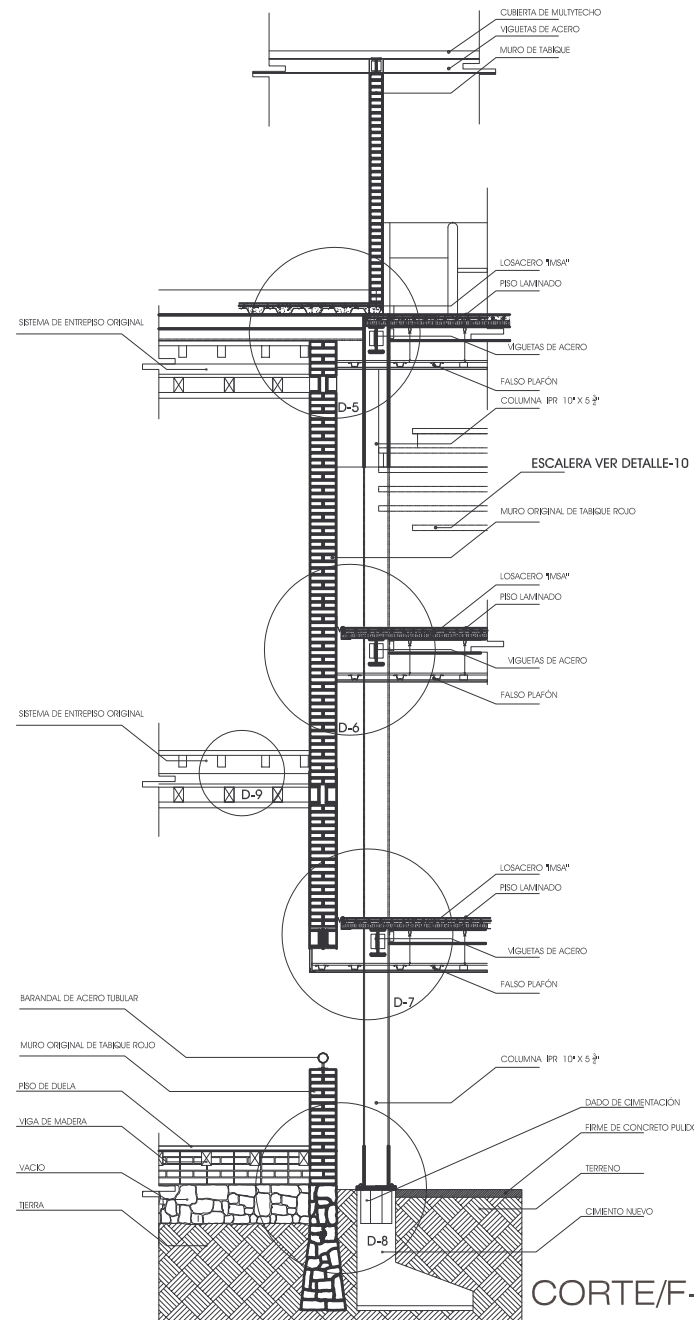 CUBIERTA DE MULTYTECHO
VIGUETAS DE ACERO
MURO DE TABIQUE
LOSACERO "IMSA"
PISO LAMINADO
SISTEMA DE ENTREPISO ORIGINAL
VIGUETAS DE ACERO
FALSO PLAFÓN
COLUMNA IPR 10" X 5 3/4"
D-5
ESCALERA VER DETALLE-10
MURO ORIGINAL DE TABIQUE ROJO
LOSACERO "IMSA"
PISO LAMINADO
VIGUETAS DE ACERO
FALSO PLAFÓN
SISTEMA DE ENTREPISO ORIGINAL
D-6
D-9
LOSACERO "IMSA"
PISO LAMINADO
VIGUETAS DE ACERO
FALSO PLAFÓN
BARANDAL DE ACERO TUBULAR
D-7
MURO ORIGINAL DE TABIQUE ROJO
COLUMNA IPR 10" X 5 3/4"
PISO DE DUELA
DADO DE CIMENTACIÓN
VIGA DE MADERA
FIRME DE CONCRETO PULIDO
VACIO
TERRENO
TIERRA
CIMIENTO NUEVO
D-8
CORTE/F-